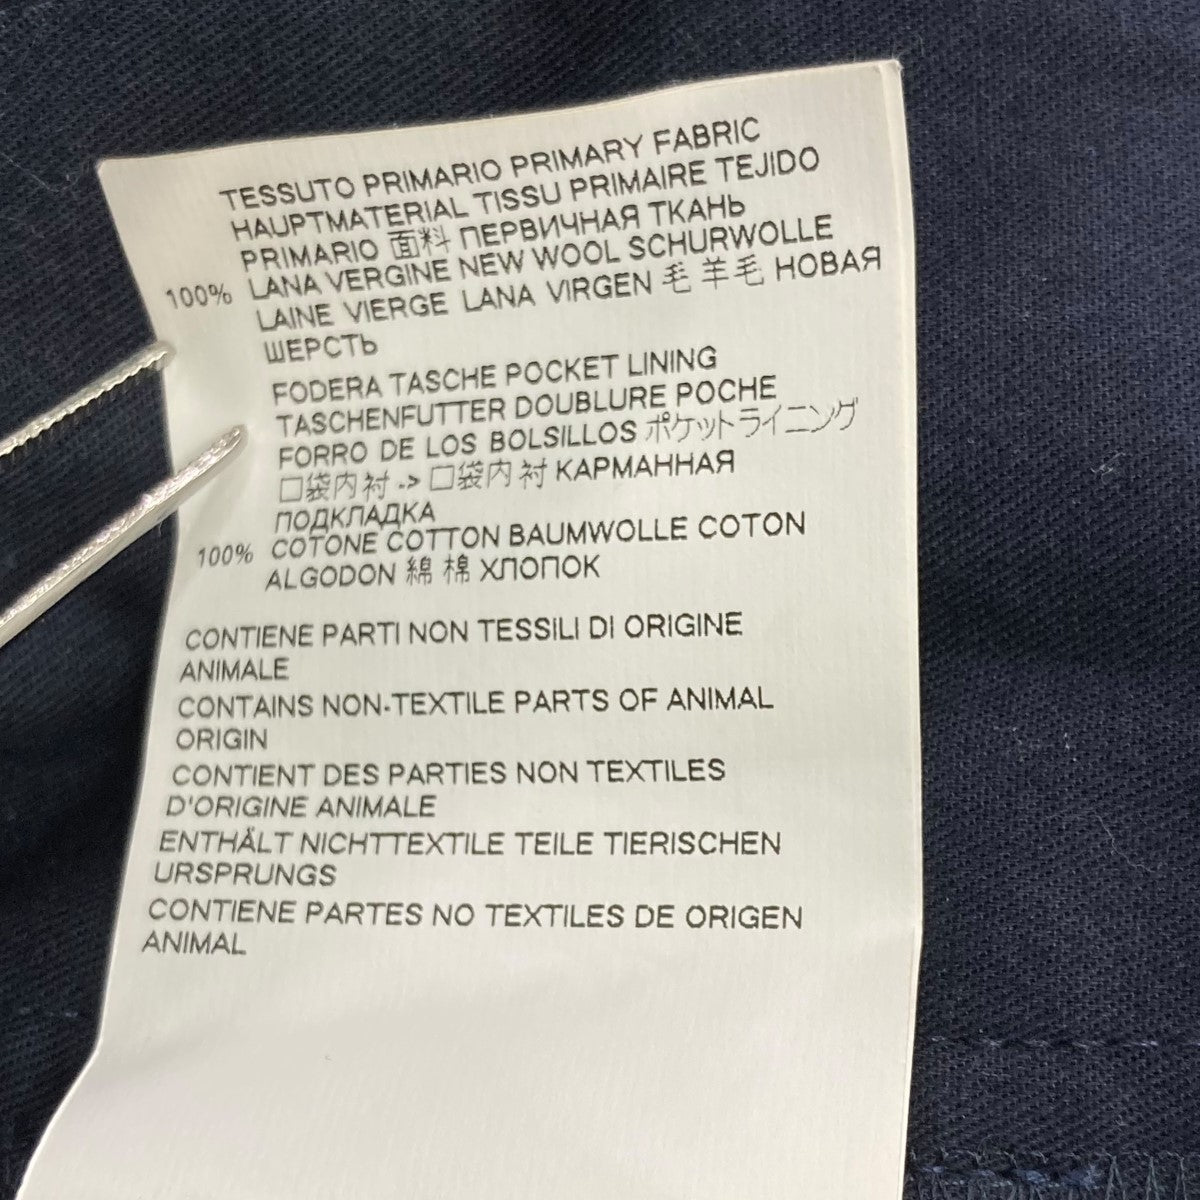 TESSUTO PRIMARIO PRIMARY FABRIC
HAUPTMATERIAL TISSU PRIMAIRE TEJIDO
PRIMARIO 面料 ПЕРВИЧНАЯ ТКАНЬ
100% LANA VERGINE NEW WOOL SCHURWOLLE
LAINE VIERGE LANA VIRGEN 毛 羊毛 НОВАЯ
ШЕРСТЬ
FODERA TASCHE POCKET LINING
TASCHENFUTTER DOUBLURE POCHE
FORRO DE LOS BOLSILLOS ポケットライニング
口袋内衬 -> 口袋内衬 КАРМАННАЯ
ПОДКЛАДКА
100% COTONE COTTON BAUMWOLLE COTON
ALGODON 綿 棉 ХЛОПОК
CONTIENE PARTI NON TESSILI DI ORIGINE
ANIMALE
CONTAINS NON-TEXTILE PARTS OF ANIMAL
ORIGIN
CONTIENT DES PARTIES NON TEXTILES
D'ORIGINE ANIMALE
ENTHÄLT NICHTTEXTILE TEILE TIERISCHEN
URSPRUNGS
CONTIENE PARTES NO TEXTILES DE ORIGEN
ANIMAL